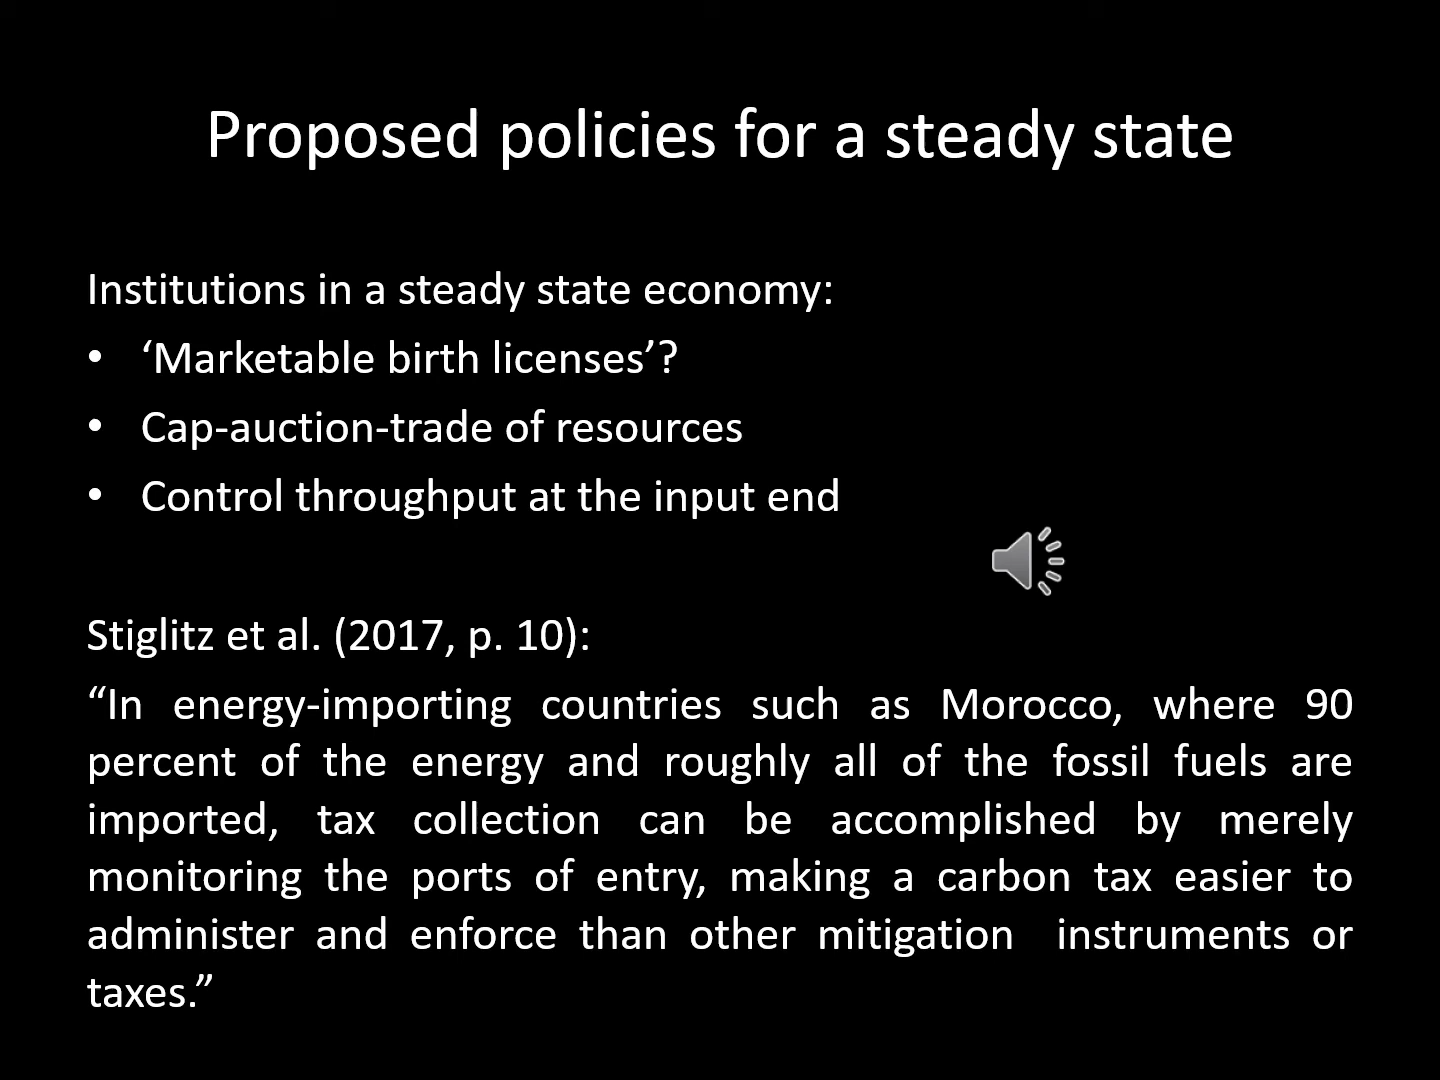 Proposed policies for a steady state
Institutions in a steady state economy:
• ‘Marketable birth licenses’?
• Cap-auction-trade of resources
• Control throughput at the input end
Stiglitz et al. (2017, p. 10):
“In energy-importing countries such as Morocco, where 90
percent of the energy and roughly all of the fossil fuels are
imported, tax collection can be accomplished by merely
monitoring the ports of entry, making a carbon tax easier to
administer and enforce than other mitigation instruments or
taxes.”